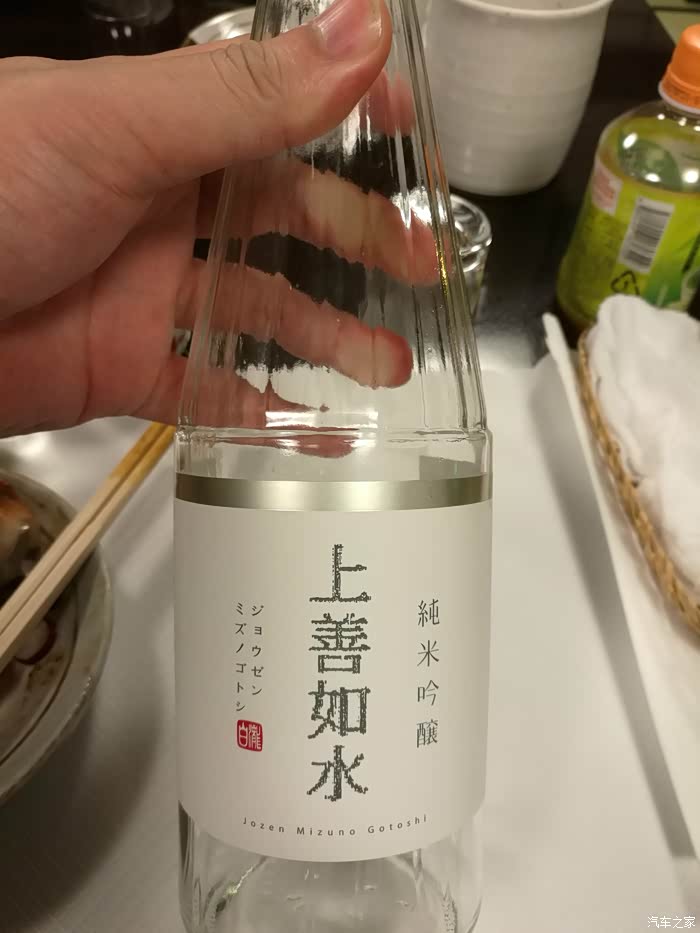 純米吟醸
上善如水
ジョウゼン
ミズノゴトシ
白瀧
Jozen Mizuno Gotoshi
汽车之家